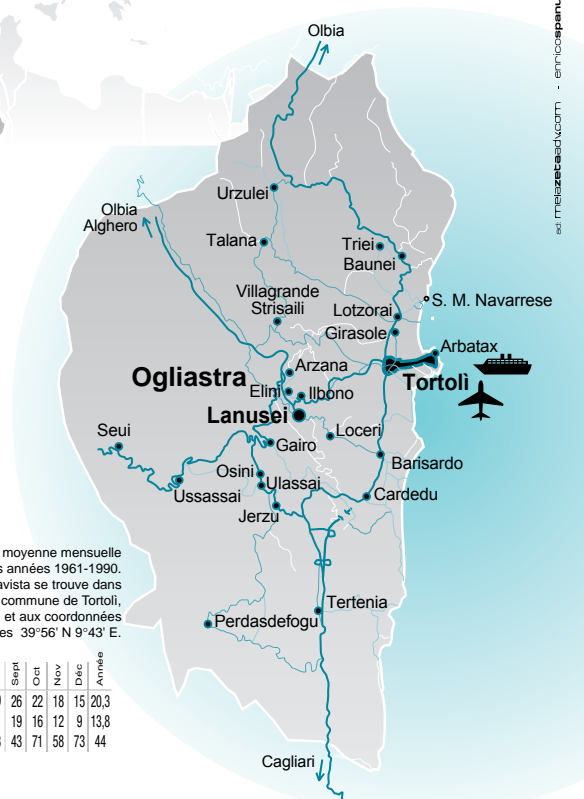 Olbia
ad: meiazetaadv.com - enricospanu
Urzulei
Olbia
Alghero
Talana
Triei
Baunei
Villagrande
Strisaili
S. M. Navarrese
Lotzorai
Girasole
Arbatax
Arzana
Ogliastra
Tortolì
Elini
Ilbono
Lanusei
Seui
Loceri
Gairo
Barisardo
Osini
Ulassai
Ussassai
Cardedu
Jerzu
moyenne mensuelle
s années 1961-1990.
avista se trouve dans
commune de Tortolì,
et aux coordonnées
es 39°56' N 9°43' E.
Tertenia
Perdasdefogu
Sept Oct Nov Déc Année
26 22 18 15 20,3
19 16 12 9 13,8
43 71 58 73 44
Cagliari